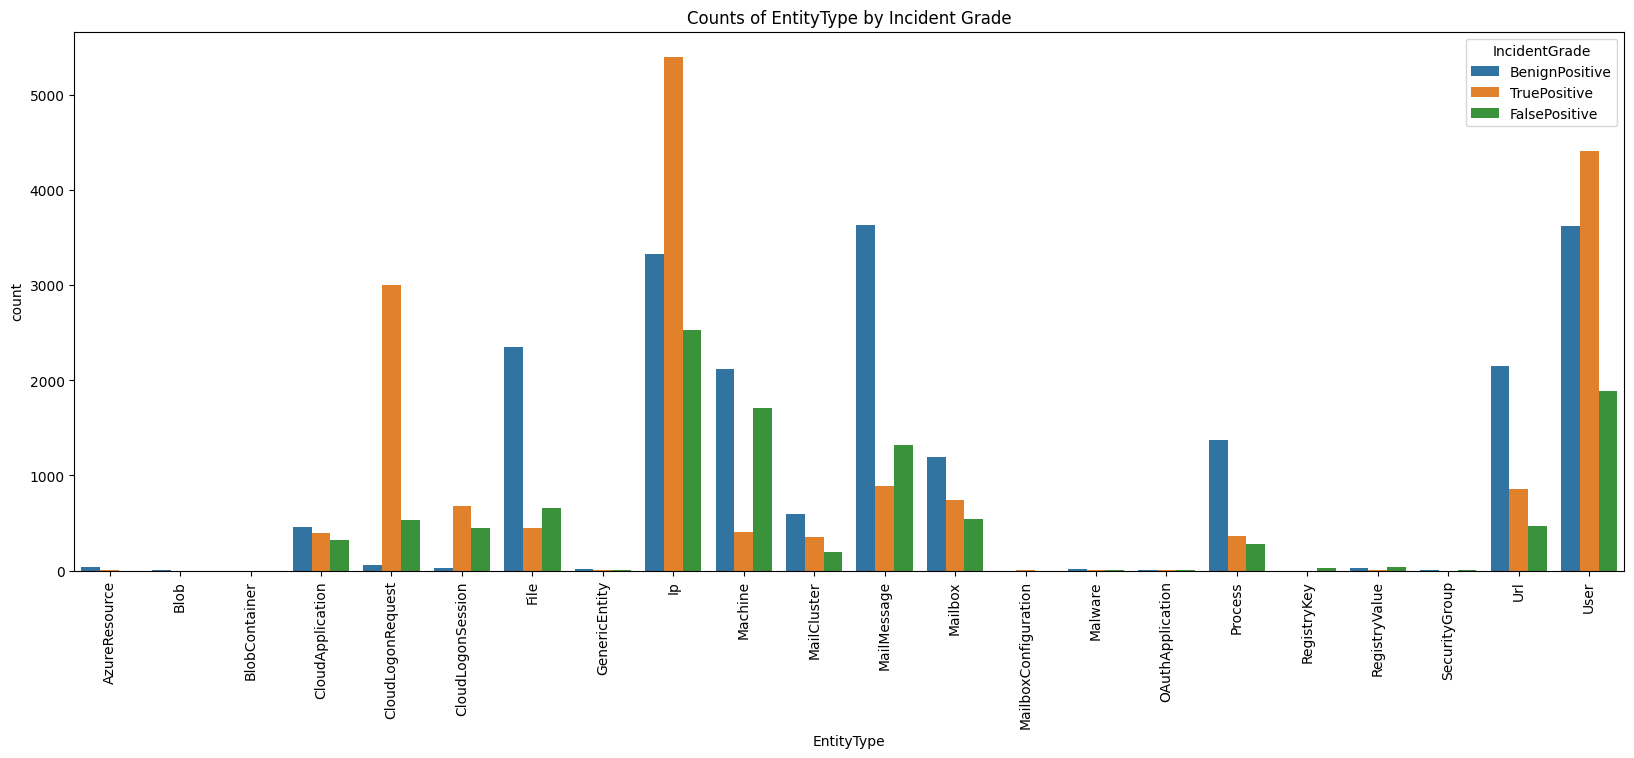 Counts of EntityType by Incident Grade
IncidentGrade
BenignPositive
TruePositive
FalsePositive
count
5000
4000
3000
2000
1000
0
AzureResource
Blob
BlobContainer
CloudApplication
CloudLogonRequest
CloudLogonSession
File
GenericEntity
Ip
Machine
MailCluster
MailMessage
Mailbox
MailboxConfiguration
Malware
OAuthApplication
Process
RegistryKey
RegistryValue
SecurityGroup
Url
User
EntityType